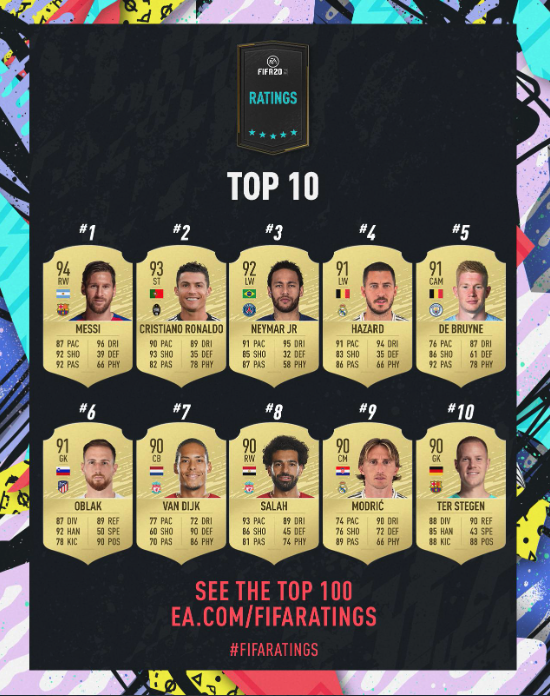 EA SPORTS
FIFA 20
RATINGS
TOP 10
#1 #2 #3 #4 #5
94 93 92 91 91
RW ST LW LW CAM
MESSI CRISTIANO RONALDO NEYMAR JR HAZARD DE BRUYNE
87 PAC 96 DRI 90 PAC 89 DRI 91 PAC 95 DRI 91 PAC 94 DRI 76 PAC 87 DRI
92 SHO 39 DEF 93 SHO 35 DEF 85 SHO 32 DEF 83 SHO 35 DEF 86 SHO 61 DEF
92 PAS 66 PHY 82 PAS 78 PHY 87 PAS 58 PHY 86 PAS 66 PHY 92 PAS 78 PHY
#6 #7 #8 #9 #10
91 90 90 90 90
GK CB RW CM GK
OBLAK VAN DIJK SALAH MODRIĆ TER STEGEN
87 DIV 89 REF 77 PAC 72 DRI 93 PAC 89 DRI 74 PAC 90 DRI 88 DIV 90 REF
92 HAN 50 SPE 60 SHO 90 DEF 86 SHO 45 DEF 76 SHO 72 DEF 85 HAN 43 SPE
78 KIC 90 POS 70 PAS 86 PHY 81 PAS 74 PHY 89 PAS 66 PHY 88 KIC 88 POS
SEE THE TOP 100
EA.COM/FIFARATINGS
#FIFARATINGS